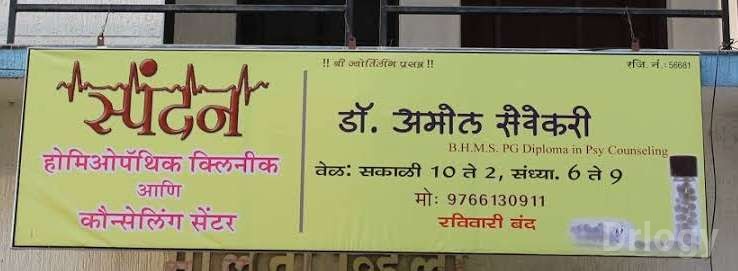 स्पंदन
होमिओपॅथिक क्लिनीक
आणि
कौन्सेलिंग सेंटर
!! श्री ज्योतिर्लींग प्रसन्न !!
रजि. नं. : 56681
डॉ. अमोल सेवेकरी
B.H.M.S. PG Diploma in Psy Counseling
वेळ: सकाळी 10 ते 2, संध्या. 6 ते 9
मो: 9766130911
रविवारी बंद
Drlogy